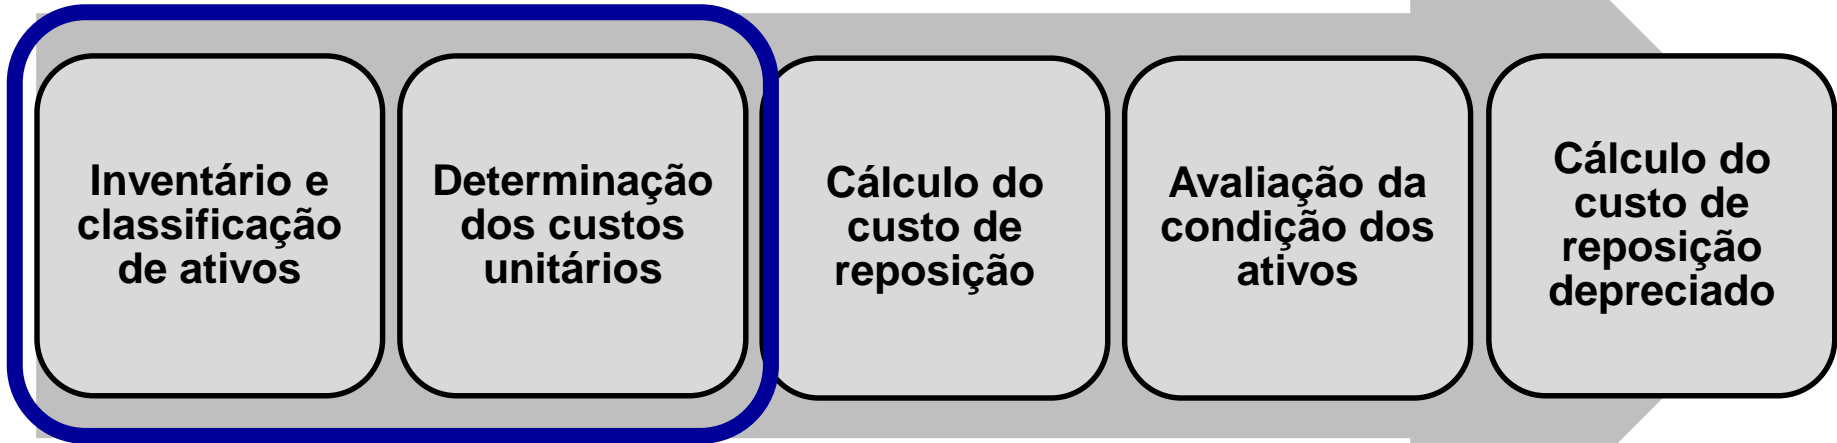 Inventário e
classificação
de ativos
Determinação
dos custos
unitários
Cálculo do
custo de
reposição
Avaliação da
condição dos
ativos
Cálculo do
custo de
reposição
depreciado